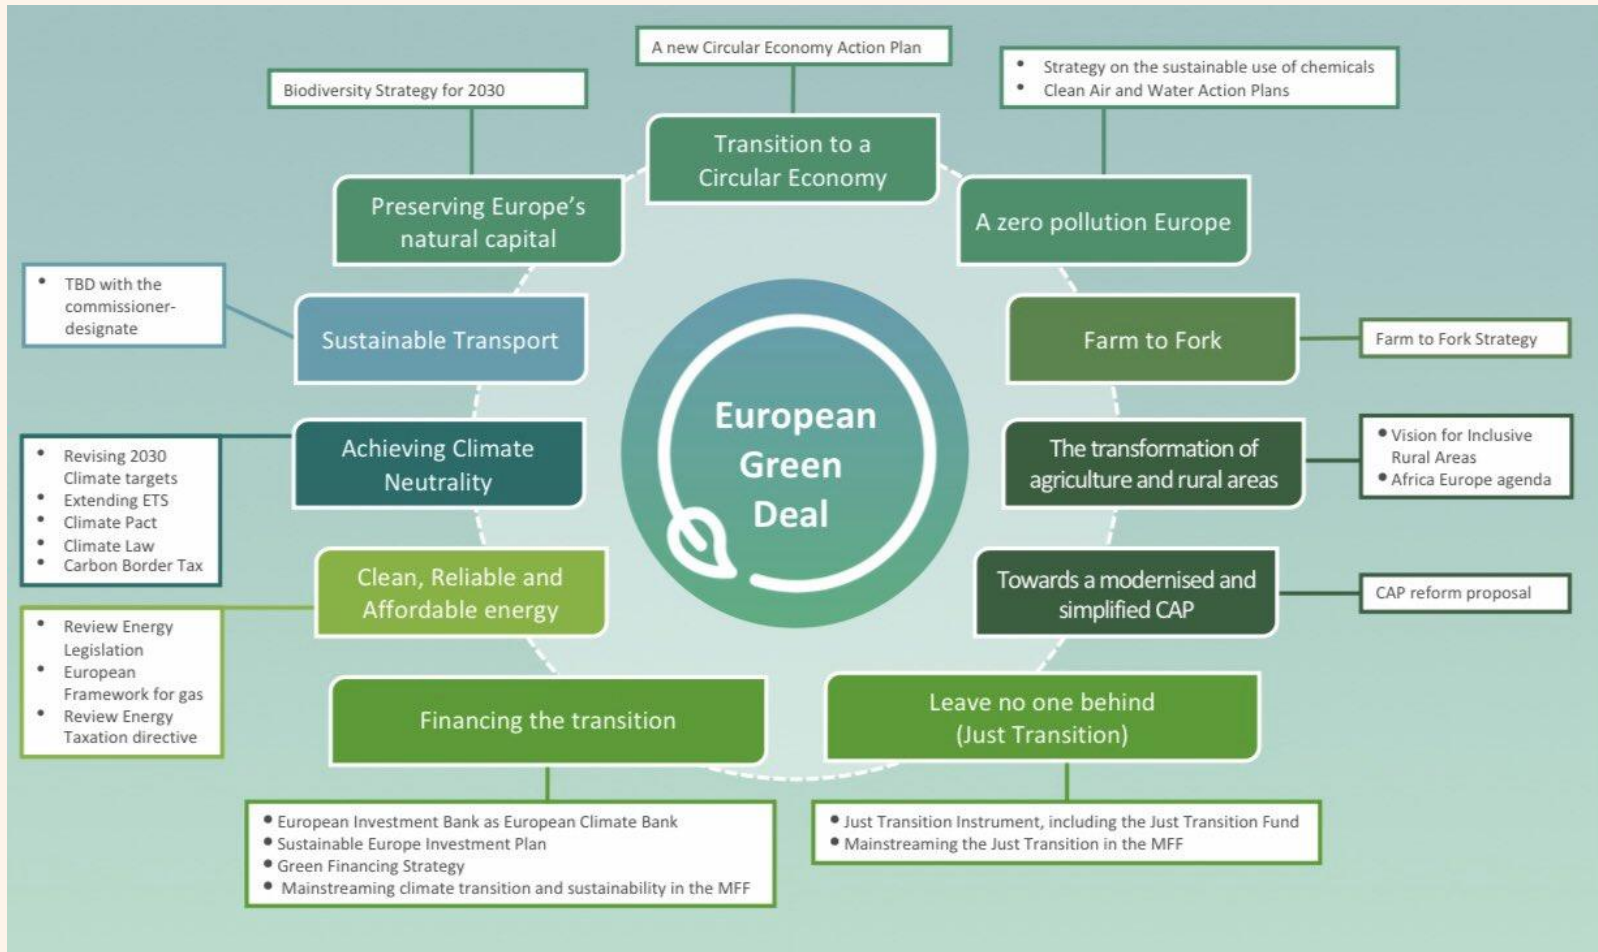 A new Circular Economy Action Plan
Biodiversity Strategy for 2030
• Strategy on the sustainable use of chemicals
• Clean Air and Water Action Plans
Transition to a
Circular Economy
Preserving Europe's
natural capital
A zero pollution Europe
• TBD with the
commissioner-
designate
Sustainable Transport
Farm to Fork
Farm to Fork Strategy
European
Green
Deal
Achieving Climate
Neutrality
• Revising 2030
Climate targets
• Extending ETS
• Climate Pact
• Climate Law
• Carbon Border Tax
The transformation of
agriculture and rural areas
• Vision for Inclusive
Rural Areas
• Africa Europe agenda
Clean, Reliable and
Affordable energy
• Review Energy
Legislation
• European
Framework for gas
• Review Energy
Taxation directive
Towards a modernised and
simplified CAP
CAP reform proposal
Financing the transition
• European Investment Bank as European Climate Bank
• Sustainable Europe Investment Plan
• Green Financing Strategy
• Mainstreaming climate transition and sustainability in the MFF
Leave no one behind
(Just Transition)
• Just Transition Instrument, including the Just Transition Fund
• Mainstreaming the Just Transition in the MFF